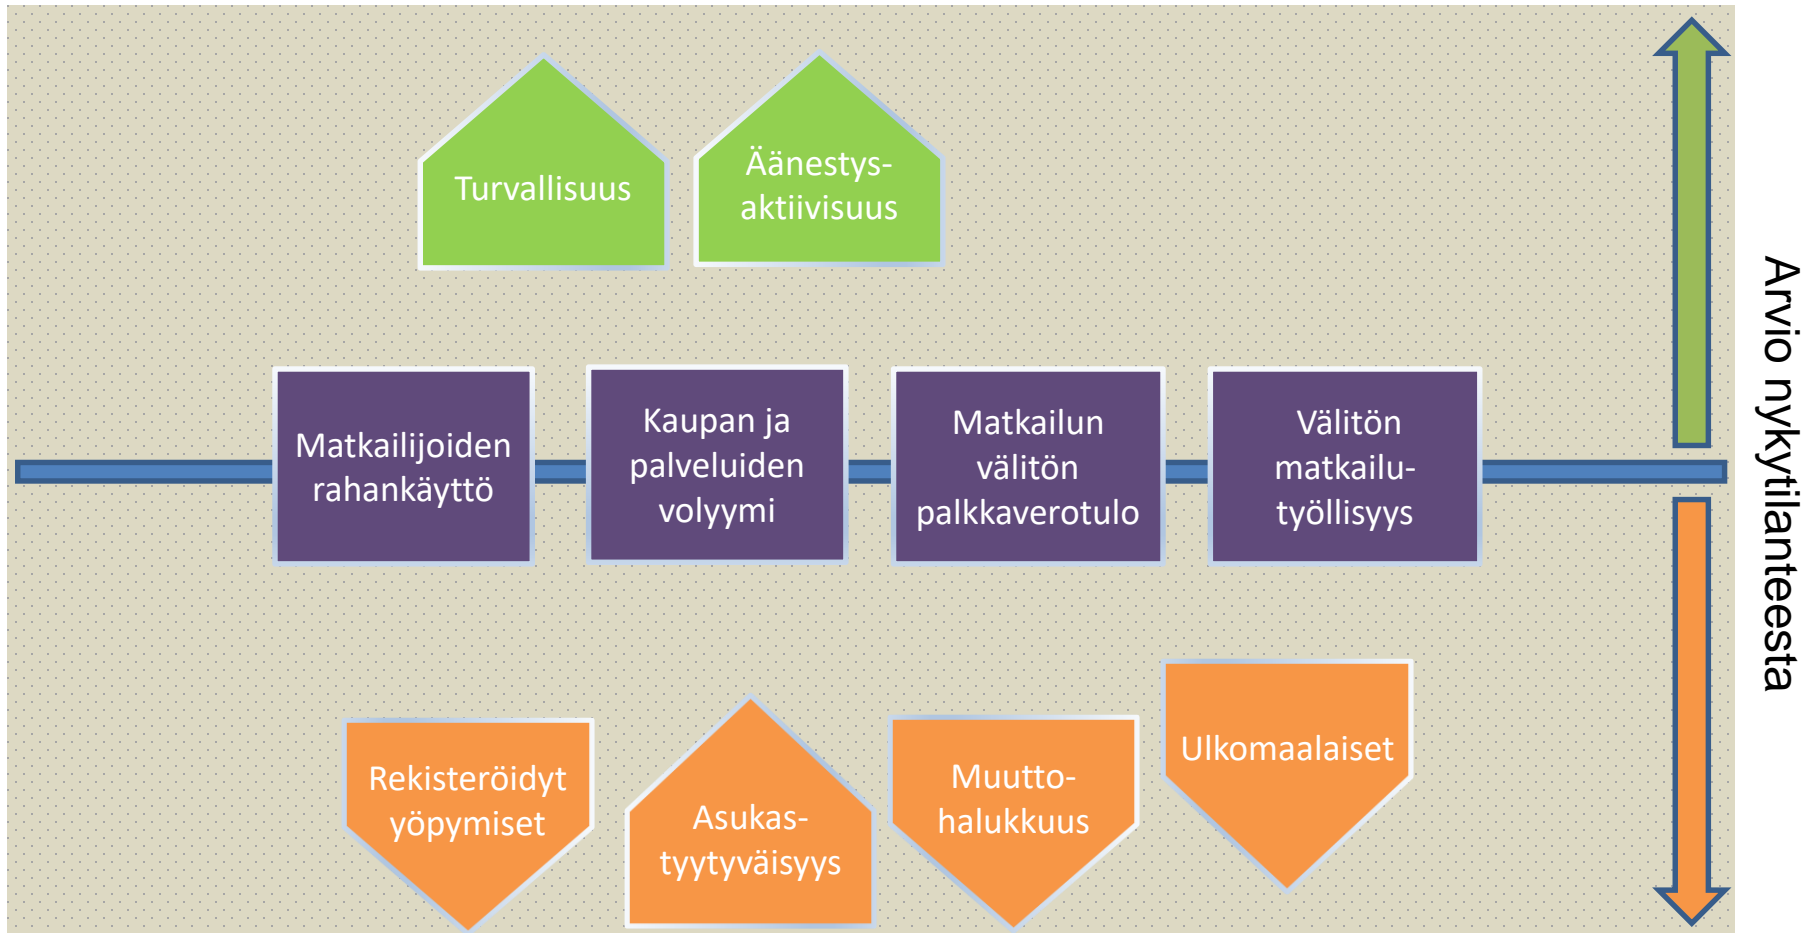 Turvallisuus
Äänestys-
aktiivisuus
Matkailijoiden
rahankäyttö
Kaupan ja
palveluiden
volyymi
Matkailun
välitön
palkkaverotulo
Välitön
matkailu-
työllisyys
Rekisteröidyt
yöpymiset
Asukas-
tyytyväisyys
Muutto-
halukkuus
Ulkomaalaiset
Arvio nykytilanteesta